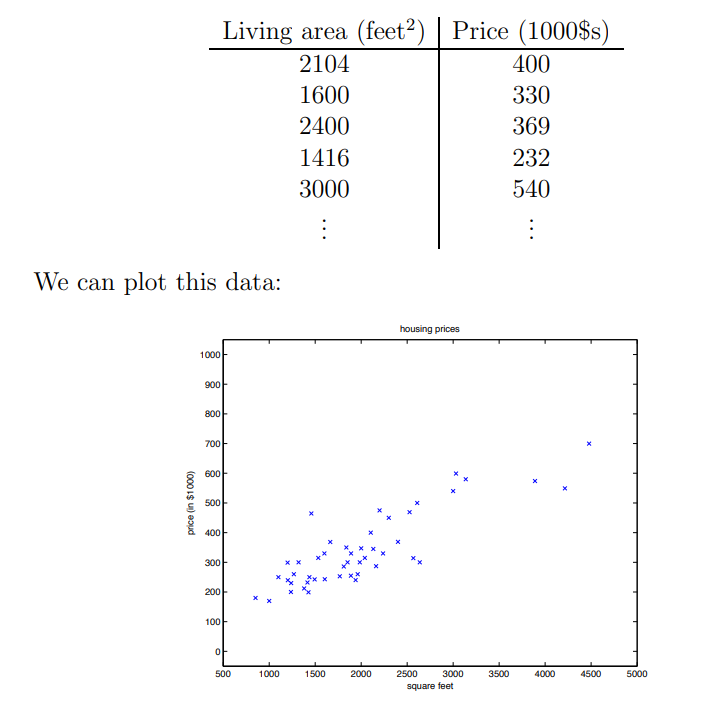 Living area (feet²) Price (1000$s)
2104 400
1600 330
2400 369
1416 232
3000 540
⋮ ⋮
We can plot this data:
housing prices
1000
900
800
700
600
500
400
300
200
100
0
price (in $1000)
500 1000 1500 2000 2500 3000 3500 4000 4500 5000
square feet